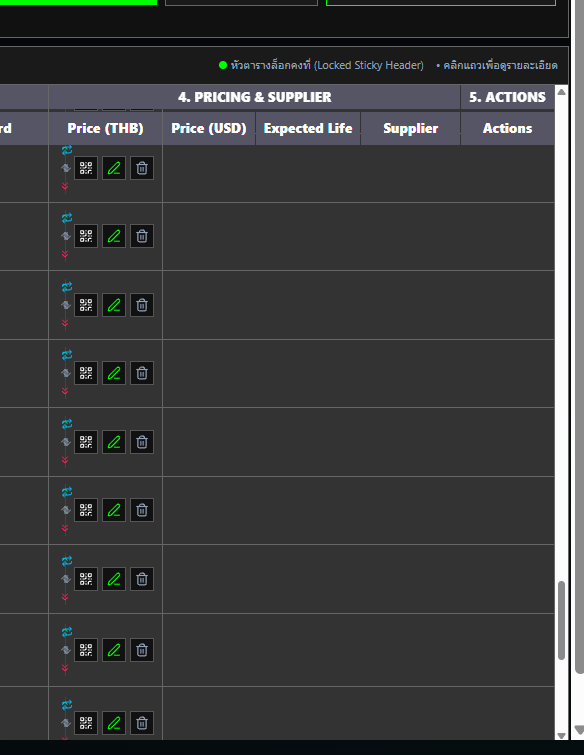 หัวตารางล็อกคงที่ (Locked Sticky Header) • คลิกแถวเพื่อดูรายละเอียด
4. PRICING & SUPPLIER 5. ACTIONS
rd Price (THB) Price (USD) Expected Life Supplier Actions